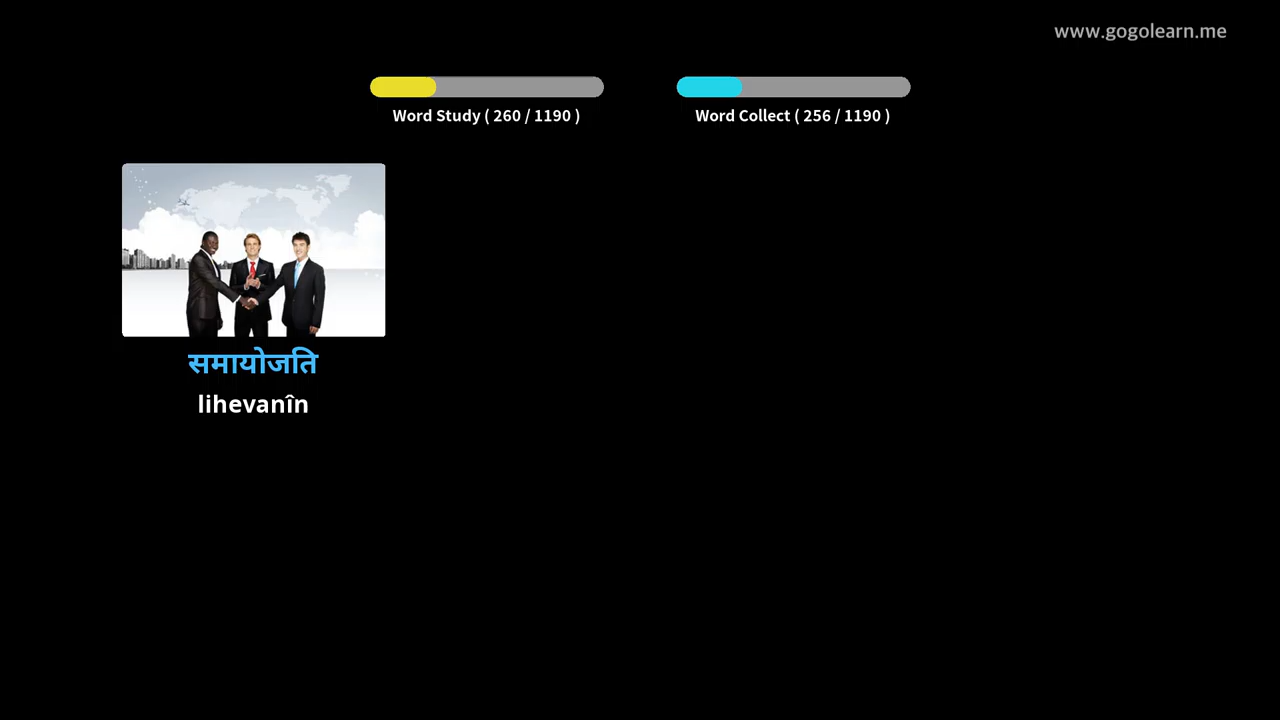 www.gogolearn.me
Word Study ( 260 / 1190 )
Word Collect ( 256 / 1190 )
समायोजति
lihevanîn